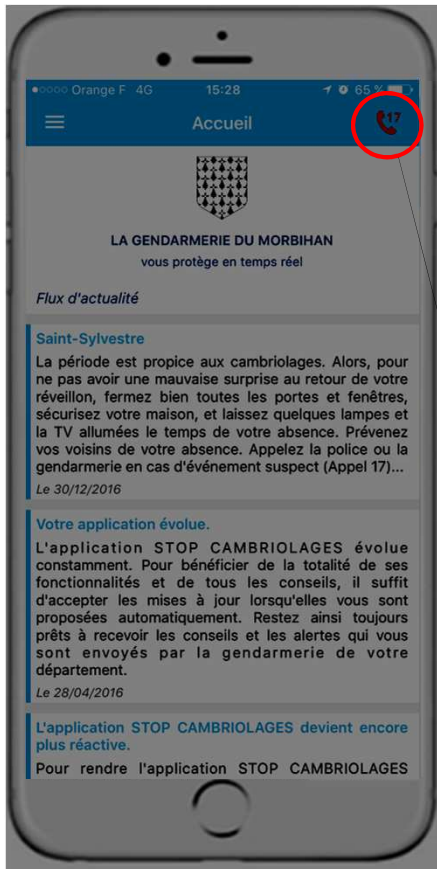 Orange F 4G 15:28 65 %
Accueil
17
LA GENDARMERIE DU MORBIHAN
vous protège en temps réel
Flux d'actualité
Saint-Sylvestre
La période est propice aux cambriolages. Alors, pour
ne pas avoir une mauvaise surprise au retour de votre
réveillon, fermez bien toutes les portes et fenêtres,
sécurisez votre maison, et laissez quelques lampes et
la TV allumées le temps de votre absence. Prévenez
vos voisins de votre absence. Appelez la police ou la
gendarmerie en cas d'événement suspect (Appel 17)...
Le 30/12/2016
Votre application évolue.
L'application STOP CAMBRIOLAGES évolue
constamment. Pour bénéficier de la totalité de ses
fonctionnalités et de tous les conseils, il suffit
d'accepter les mises à jour lorsqu'elles vous sont
proposées automatiquement. Restez ainsi toujours
prêts à recevoir les conseils et les alertes qui vous
sont envoyés par la gendarmerie de votre
département.
Le 28/04/2016
L'application STOP CAMBRIOLAGES devient encore
plus réactive.
Pour rendre l'application STOP CAMBRIOLAGES